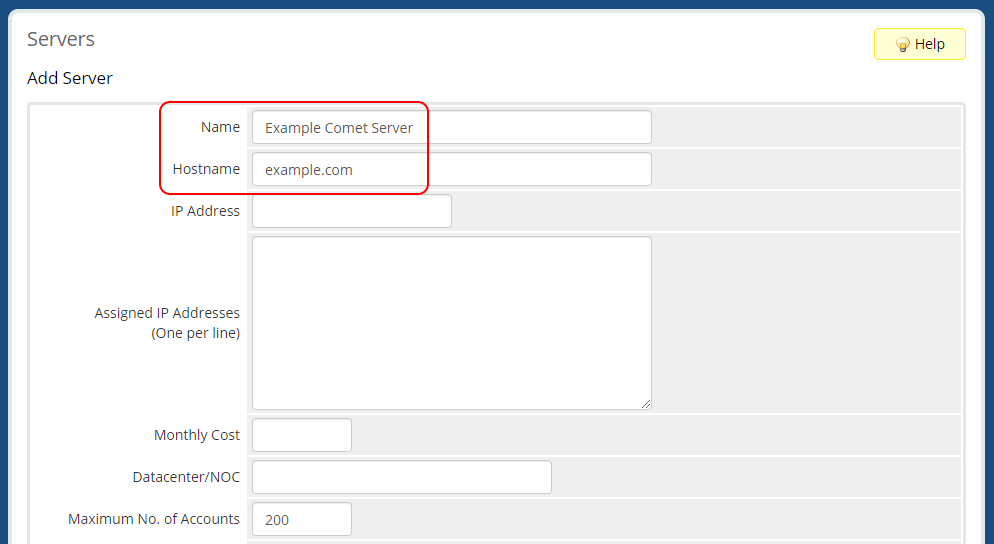 Servers
Help
Add Server
Name Example Comet Server
Hostname example.com
IP Address
Assigned IP Addresses
(One per line)
Monthly Cost
Datacenter/NOC
Maximum No. of Accounts 200